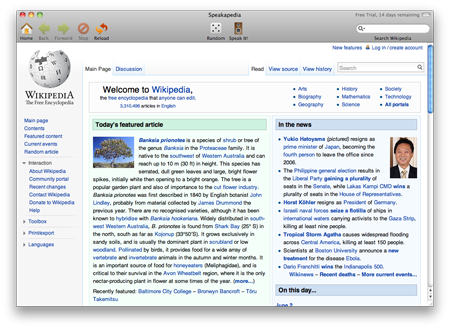 Speakapedia
Free Trial, 14 days remaining
Home Back Forward Stop Reload Random Speak It! Search Wikipedia
New features Log in / create account
Main Page Discussion Read View source View history Search
WIKIPEDIA
The Free Encyclopedia
Main page
Contents
Featured content
Current events
Random article
Interaction
About Wikipedia
Community portal
Recent changes
Contact Wikipedia
Donate to Wikipedia
Help
Toolbox
Print/export
Languages
Welcome to Wikipedia,
the free encyclopedia that anyone can edit.
3,310,495 articles in English
Arts
Biography
Geography
History
Mathematics
Science
Society
Technology
All portals
Today's featured article
Banksia prionotes is a species of shrub or tree of
the genus Banksia in the Proteaceae family. It is
native to the southwest of Western Australia and can
reach up to 10 m (30 ft) in height. This species has
serrated, dull green leaves and large, bright flower
spikes, initially white then opening to a bright orange. The tree is a
popular garden plant and also of importance to the cut flower industry.
Banksia prionotes was first described in 1840 by English botanist John
Lindley, probably from material collected by James Drummond the
previous year. There are no recognised varieties, although it has been
known to hybridise with Banksia hookeriana. Widely distributed in south-
west Western Australia, B. prionotes is found from Shark Bay (25° S) in
the north, south as far as Kojonup (33°50'S). It grows exclusively in
sandy soils, and is usually the dominant plant in scrubland or low
woodland. Pollinated by birds, it provides food for a wide array of
vertebrate and invertebrate animals in the autumn and winter months. It
is an important source of food for honeyeaters (Meliphagidae), and is
critical to their survival in the Avon Wheatbelt region, where it is the only
nectar-producing plant in flower at some times of the year. (more...)
Recently featured: Baltimore City College – Bronwyn Bancroft – Tōru
Takemitsu
In the news
Yukio Hatoyama (pictured) resigns as
prime minister of Japan, becoming the
fourth person to leave the office since
2006.
The Philippine general election results in
the Liberal Party gaining a plurality of
seats in the Senate, while Lakas Kampi CMD wins a
plurality of seats in the House of Representatives.
Horst Köhler resigns as President of Germany.
Israeli naval forces seize a flotilla of ships in
international waters carrying activists to the Gaza Strip,
killing at least nine people.
Tropical Storm Agatha causes widespread flooding
across Central America, killing at least 150 people.
Scientists at Boston University announce a new
treatment for the disease Ebola.
Dario Franchitti wins the Indianapolis 500.
Wikinews – Recent deaths – More current events...
On this day...
June 2